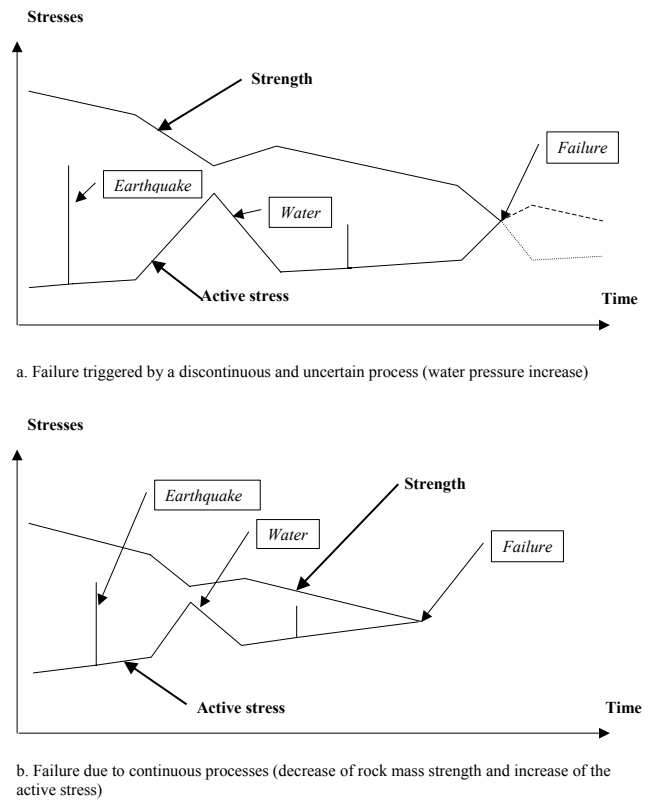 Stresses
Strength
Failure
Earthquake
Water
Active stress
Time
a. Failure triggered by a discontinuous and uncertain process (water pressure increase)
Stresses
Earthquake
Strength
Water
Failure
Active stress
Time
b. Failure due to continuous processes (decrease of rock mass strength and increase of the
active stress)